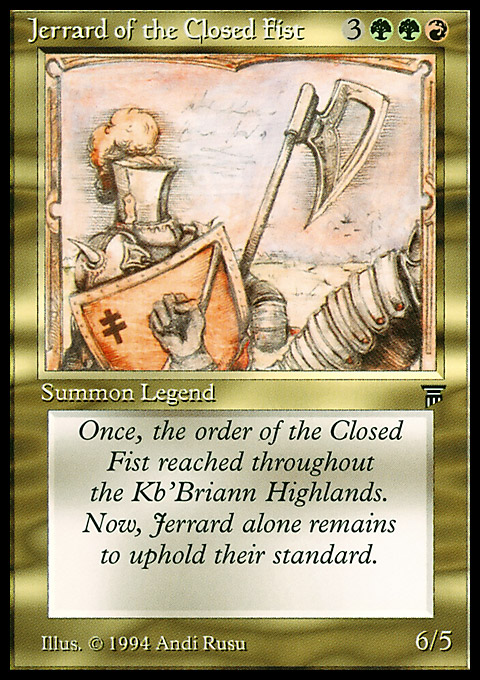 Jerrard of the Closed Fist 3
Summon Legend
Once, the order of the Closed
Fist reached throughout
the Kb'Briann Highlands.
Now, Jerrard alone remains
to uphold their standard.
Illus. © 1994 Andi Rusu 6/5